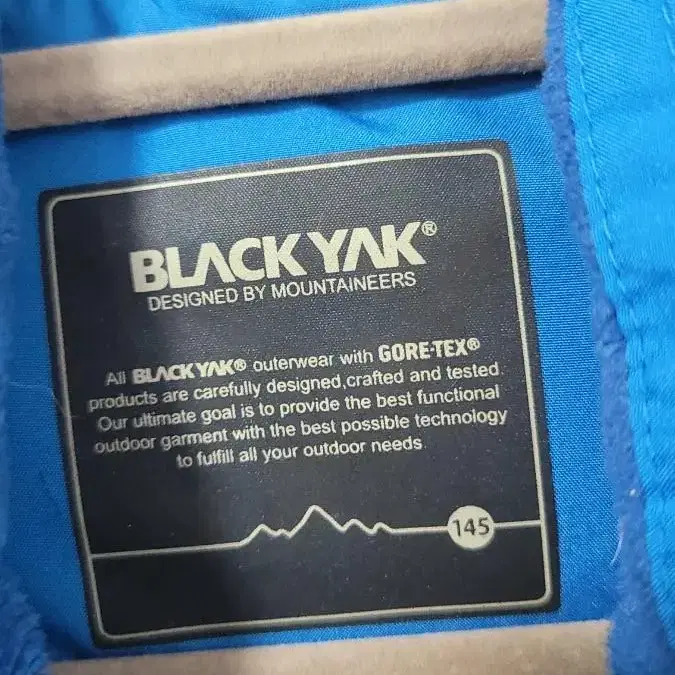 BLACKYAK®
DESIGNED BY MOUNTAINEERS
All BLACKYAK® outerwear with GORE-TEX®
products are carefully designed,crafted and tested.
Our ultimate goal is to provide the best functional
outdoor garment with the best possible technology
to fulfill all your outdoor needs
145